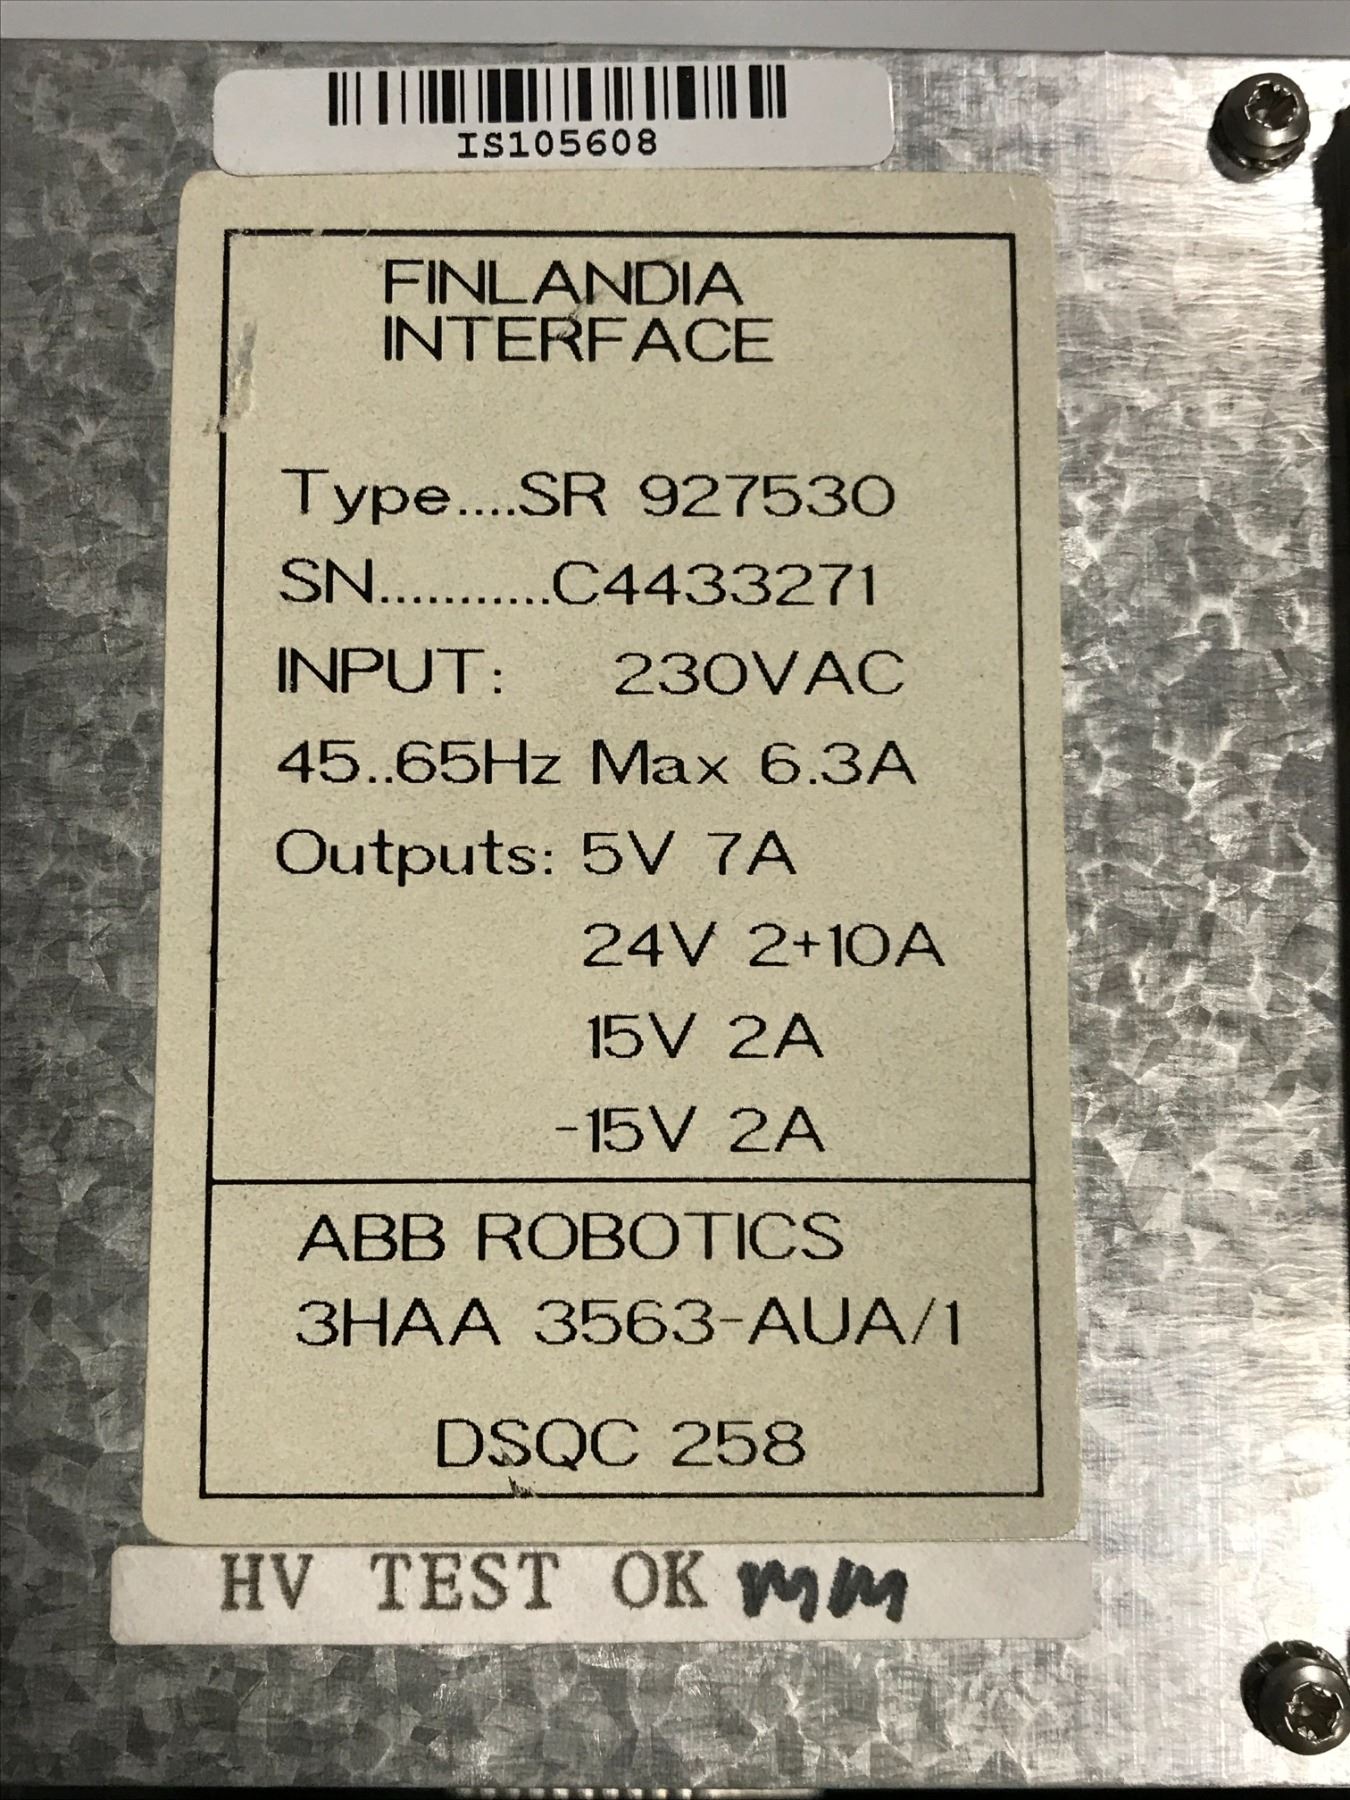 IS105608
FINLANDIA
INTERFACE
Type....SR 927530
SN...........C4433271
INPUT: 230VAC
45..65Hz Max 6.3A
Outputs: 5V 7A
24V 2+10A
15V 2A
-15V 2A
ABB ROBOTICS
3HAA 3563-AUA/1
DSQC 258
HV TEST OK